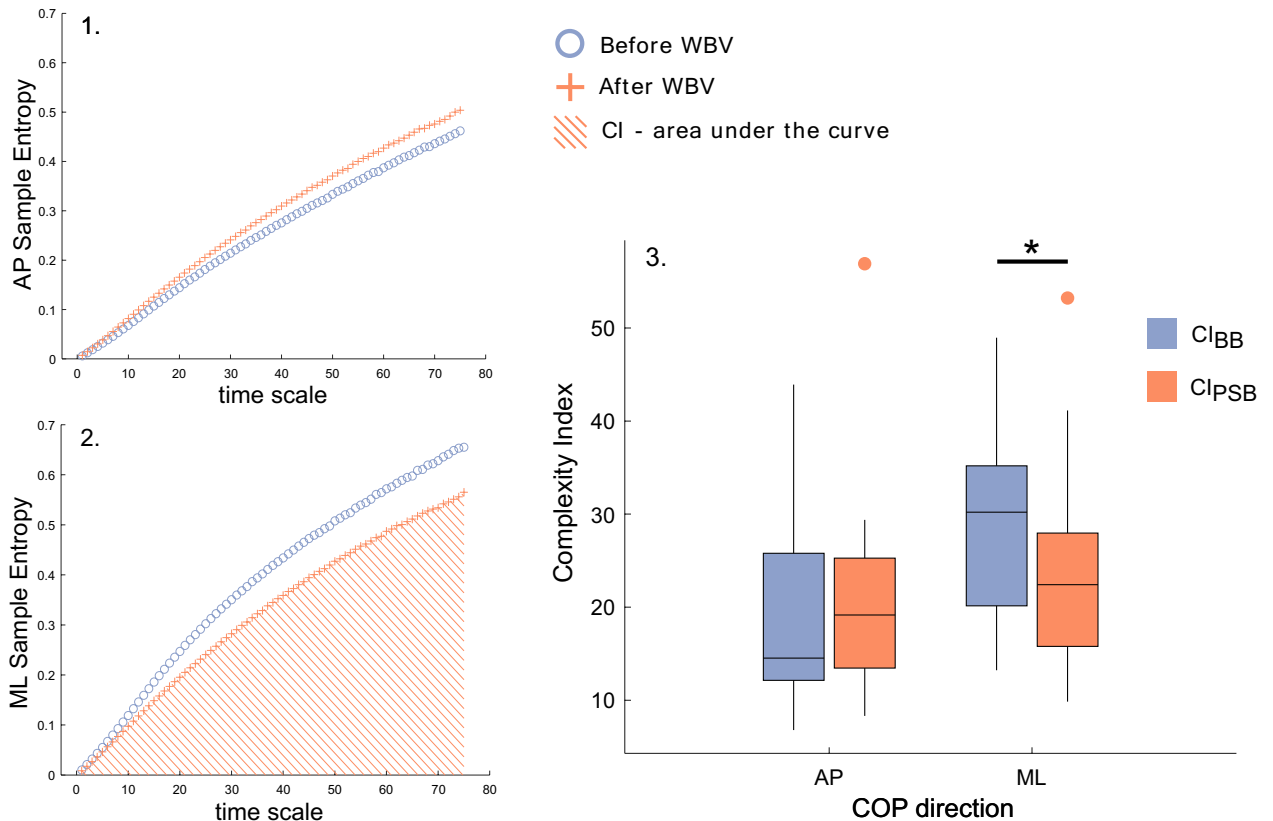 1.
AP Sample Entropy
0.7
0.6
0.5
0.4
0.3
0.2
0.1
0
0 10 20 30 40 50 60 70 80
time scale
Before WBV
After WBV
CI - area under the curve
2.
ML Sample Entropy
0.7
0.6
0.5
0.4
0.3
0.2
0.1
0
0 10 20 30 40 50 60 70 80
time scale
3.
*
Complexity Index
50
40
30
20
10
AP ML
COP direction
CIBB
CIPSB